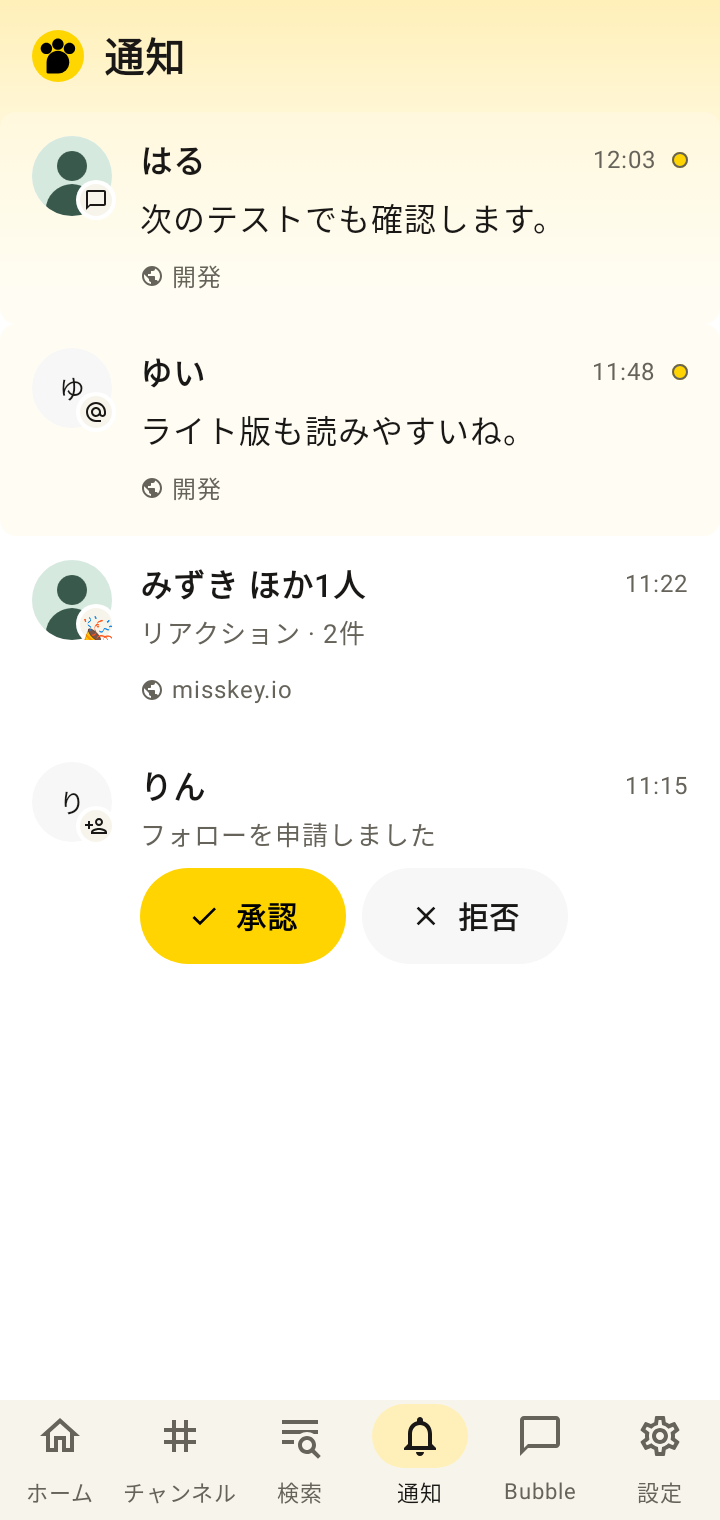 通知
はる 12:03
次のテストでも確認します。
開発
ゆ
ゆい 11:48
ライト版も読みやすいね。
開発
みずき ほか1人 11:22
リアクション · 2件
misskey.io
り
りん 11:15
フォローを申請しました
承認 拒否
ホーム チャンネル 検索 通知 Bubble 設定